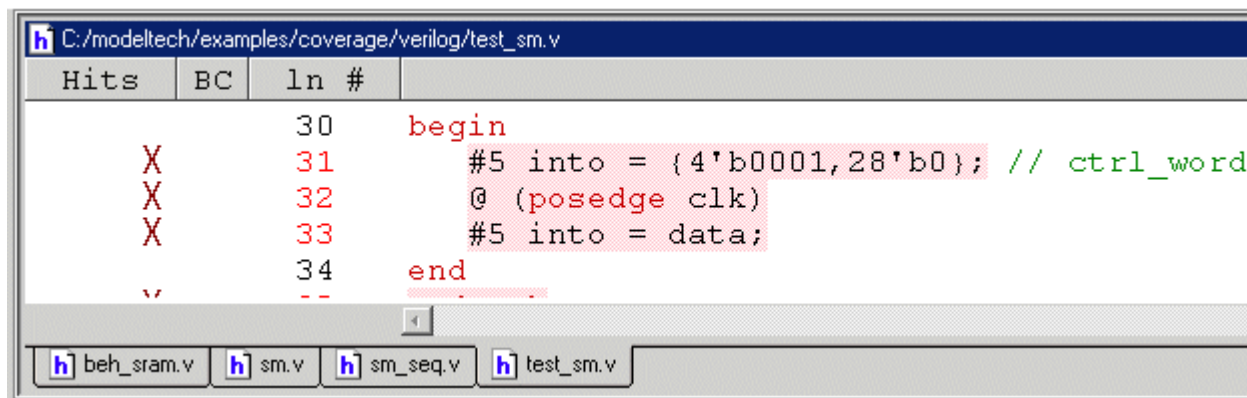 C:/modeltech/examples/coverage/verilog/test_sm.v
Hits BC ln #
30 begin
X 31 #5 into = {4'b0001,28'b0}; // ctrl_word
X 32 @ (posedge clk)
X 33 #5 into = data;
34 end
beh_sram.v sm.v sm_seq.v test_sm.v